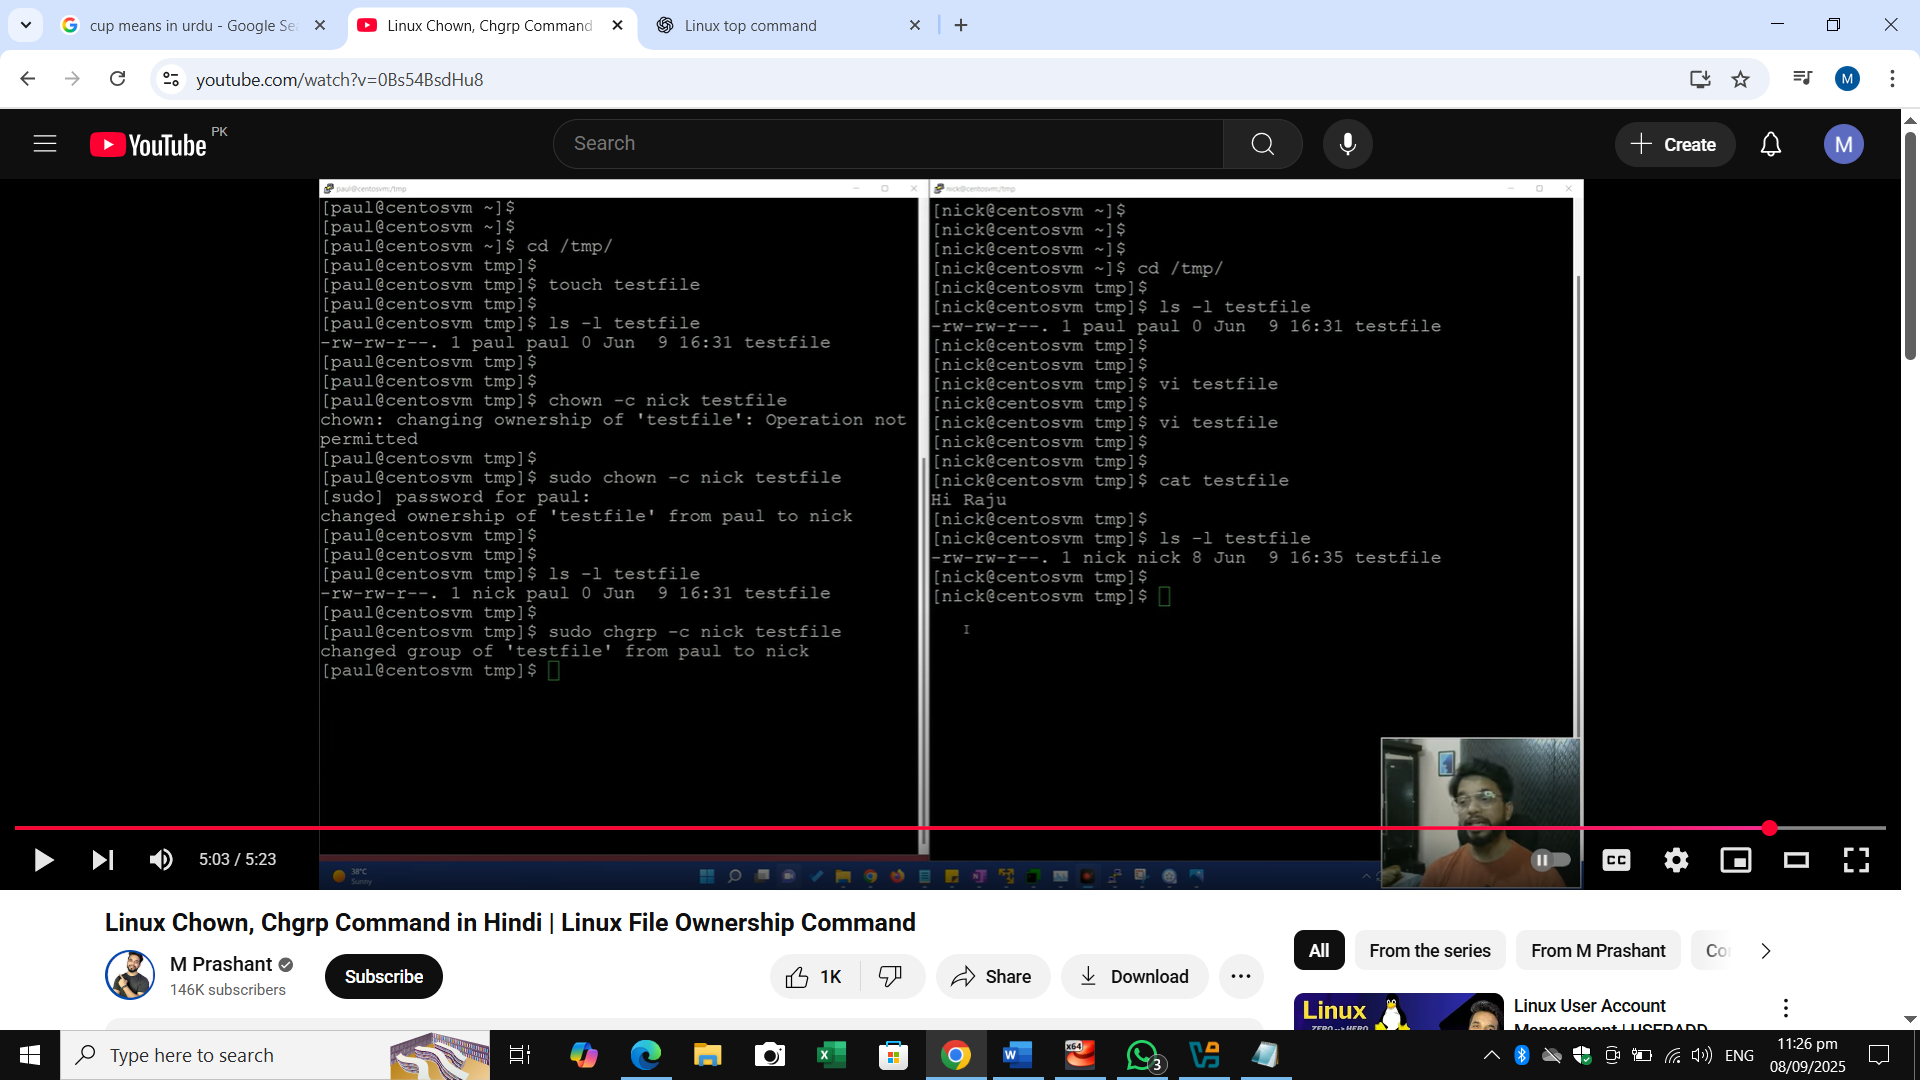 cup means in urdu - Google Se
Linux Chown, Chgrp Command
Linux top command
youtube.com/watch?v=0Bs54BsdHu8
M
YouTube PK
Search
Create
M
paul@centosvm:/tmp
[paul@centosvm ~]$
[paul@centosvm ~]$
[paul@centosvm ~]$ cd /tmp/
[paul@centosvm tmp]$
[paul@centosvm tmp]$ touch testfile
[paul@centosvm tmp]$
[paul@centosvm tmp]$ ls -l testfile
-rw-rw-r--. 1 paul paul 0 Jun  9 16:31 testfile
[paul@centosvm tmp]$
[paul@centosvm tmp]$
[paul@centosvm tmp]$ chown -c nick testfile
chown: changing ownership of 'testfile': Operation not
permitted
[paul@centosvm tmp]$
[paul@centosvm tmp]$ sudo chown -c nick testfile
[sudo] password for paul:
changed ownership of 'testfile' from paul to nick
[paul@centosvm tmp]$
[paul@centosvm tmp]$
[paul@centosvm tmp]$ ls -l testfile
-rw-rw-r--. 1 nick paul 0 Jun  9 16:31 testfile
[paul@centosvm tmp]$
[paul@centosvm tmp]$ sudo chgrp -c nick testfile
changed group of 'testfile' from paul to nick
[paul@centosvm tmp]$
nick@centosvm:/tmp
[nick@centosvm ~]$
[nick@centosvm ~]$
[nick@centosvm ~]$
[nick@centosvm ~]$ cd /tmp/
[nick@centosvm tmp]$
[nick@centosvm tmp]$ ls -l testfile
-rw-rw-r--. 1 paul paul 0 Jun  9 16:31 testfile
[nick@centosvm tmp]$
[nick@centosvm tmp]$
[nick@centosvm tmp]$ vi testfile
[nick@centosvm tmp]$
[nick@centosvm tmp]$ vi testfile
[nick@centosvm tmp]$
[nick@centosvm tmp]$
[nick@centosvm tmp]$ cat testfile
Hi Raju
[nick@centosvm tmp]$
[nick@centosvm tmp]$ ls -l testfile
-rw-rw-r--. 1 nick nick 8 Jun  9 16:35 testfile
[nick@centosvm tmp]$
[nick@centosvm tmp]$
38°C
Sunny
5:03 / 5:23
CC
Linux Chown, Chgrp Command in Hindi | Linux File Ownership Command
M Prashant
146K subscribers
Subscribe
1K
Share
Download
All
From the series
From M Prashant
Co
Linux
ZERO to HERO
Linux User Account
Management | USERADD
Type here to search
x64
3
ENG
11:26 pm
08/09/2025